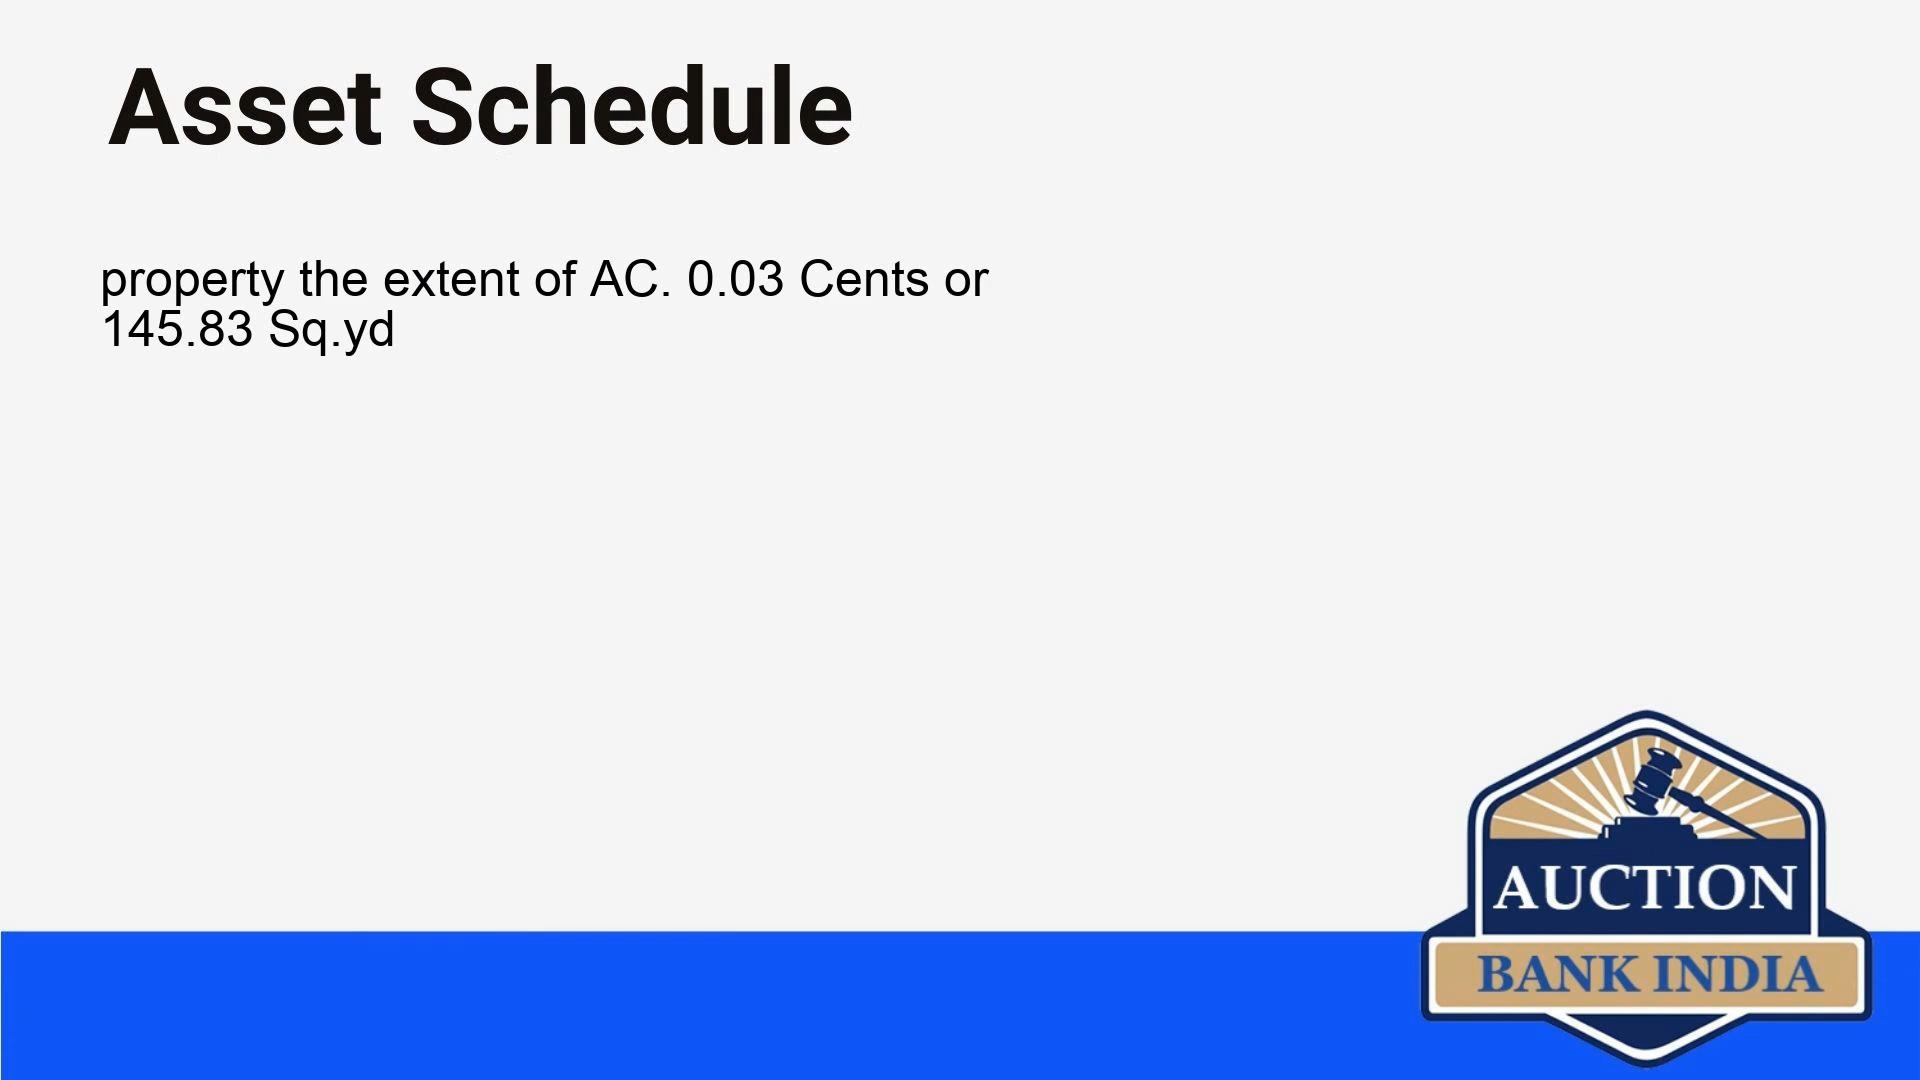 Asset Schedule
property the extent of AC. 0.03 Cents or
145.83 Sq.yd
AUCTION
BANK INDIA